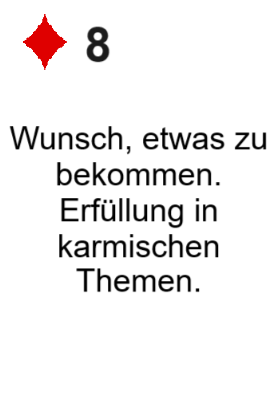 8
Wunsch, etwas zu
bekommen.
Erfüllung in
karmischen
Themen.